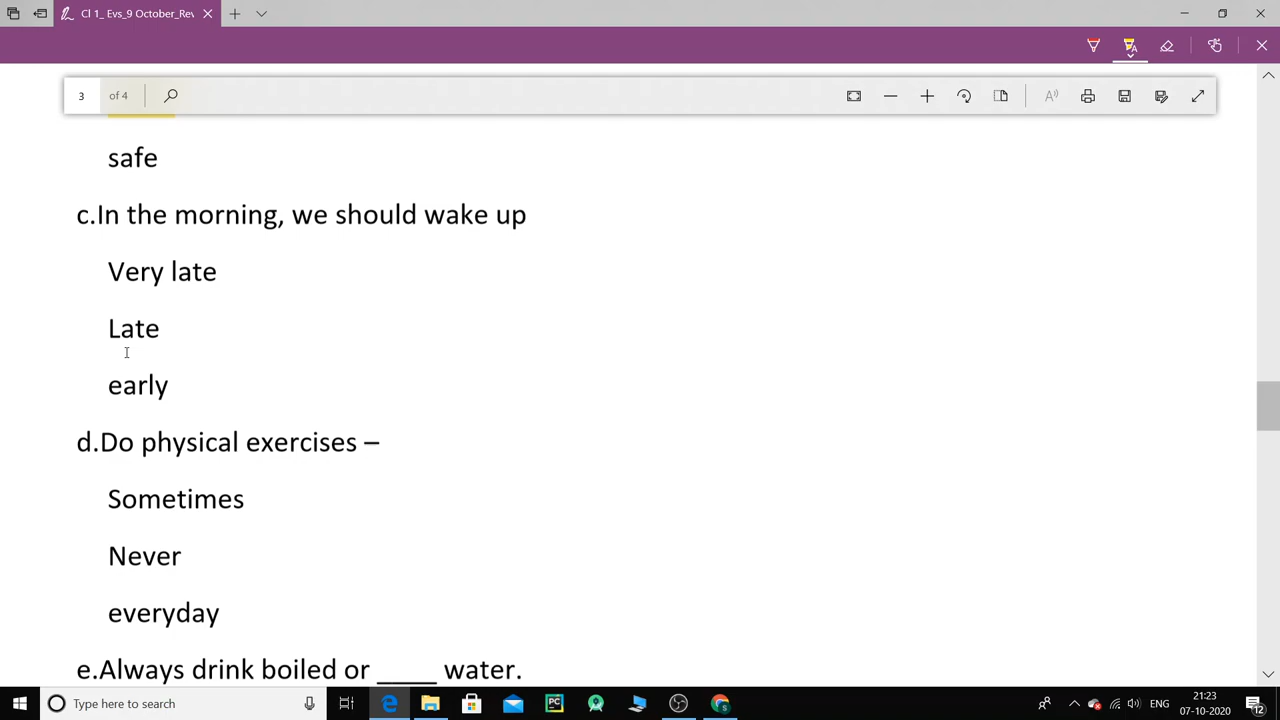 Cl 1_ Evs_9 October_Rev
3 of 4
safe
c.In the morning, we should wake up
Very late
Late
early
d.Do physical exercises –
Sometimes
Never
everyday
e.Always drink boiled or ____ water.
Type here to search
PC
ENG
21:23
07-10-2020
12